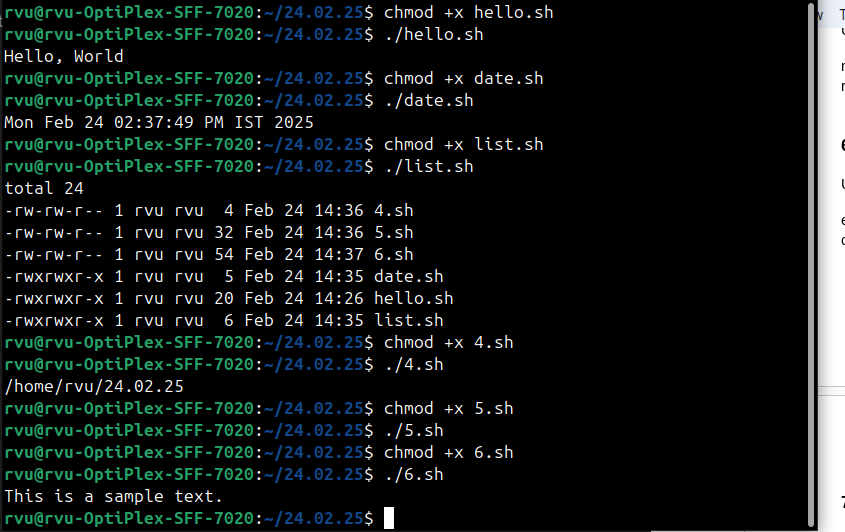 rvu@rvu-OptiPlex-SFF-7020:~/24.02.25$ chmod +x hello.sh
rvu@rvu-OptiPlex-SFF-7020:~/24.02.25$ ./hello.sh
Hello, World
rvu@rvu-OptiPlex-SFF-7020:~/24.02.25$ chmod +x date.sh
rvu@rvu-OptiPlex-SFF-7020:~/24.02.25$ ./date.sh
Mon Feb 24 02:37:49 PM IST 2025
rvu@rvu-OptiPlex-SFF-7020:~/24.02.25$ chmod +x list.sh
rvu@rvu-OptiPlex-SFF-7020:~/24.02.25$ ./list.sh
total 24
-rw-rw-r-- 1 rvu rvu  4 Feb 24 14:36 4.sh
-rw-rw-r-- 1 rvu rvu 32 Feb 24 14:36 5.sh
-rw-rw-r-- 1 rvu rvu 54 Feb 24 14:37 6.sh
-rwxrwxr-x 1 rvu rvu  5 Feb 24 14:35 date.sh
-rwxrwxr-x 1 rvu rvu 20 Feb 24 14:26 hello.sh
-rwxrwxr-x 1 rvu rvu  6 Feb 24 14:35 list.sh
rvu@rvu-OptiPlex-SFF-7020:~/24.02.25$ chmod +x 4.sh
rvu@rvu-OptiPlex-SFF-7020:~/24.02.25$ ./4.sh
/home/rvu/24.02.25
rvu@rvu-OptiPlex-SFF-7020:~/24.02.25$ chmod +x 5.sh
rvu@rvu-OptiPlex-SFF-7020:~/24.02.25$ ./5.sh
rvu@rvu-OptiPlex-SFF-7020:~/24.02.25$ chmod +x 6.sh
rvu@rvu-OptiPlex-SFF-7020:~/24.02.25$ ./6.sh
This is a sample text.
rvu@rvu-OptiPlex-SFF-7020:~/24.02.25$